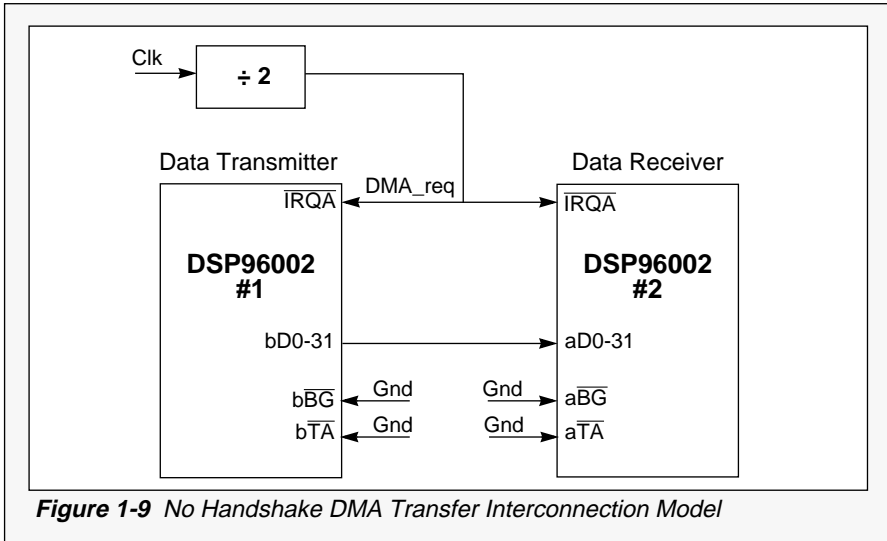 Clk
÷ 2
Data Transmitter
Data Receiver
IRQA
DMA_req
IRQA
DSP96002
#1
DSP96002
#2
bD0-31
aD0-31
bBG
Gnd
Gnd
aBG
bTA
Gnd
Gnd
aTA
Figure 1-9 No Handshake DMA Transfer Interconnection Model